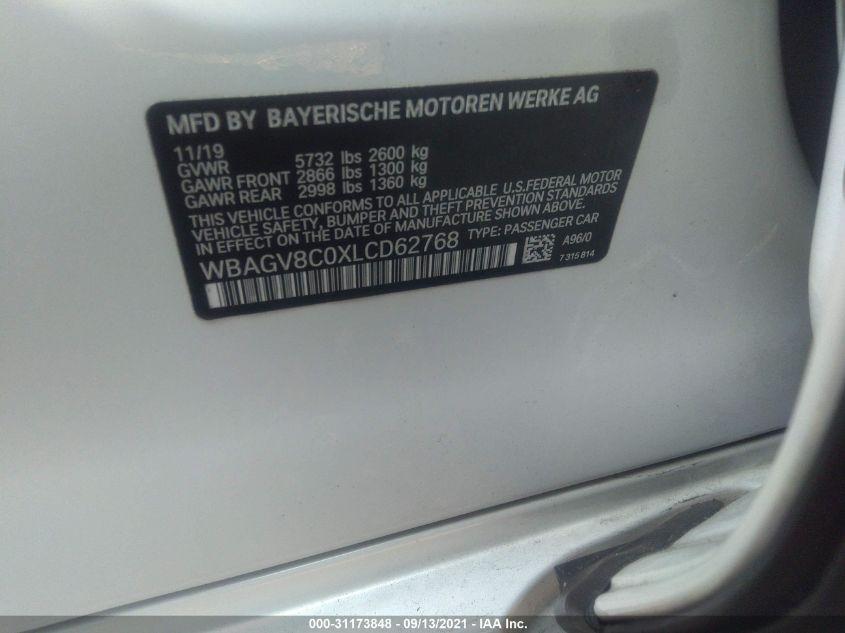 MFD BY BAYERISCHE MOTOREN WERKE AG
11/19
GVWR 5732 lbs 2600 kg
GAWR FRONT 2866 lbs 1300 kg
GAWR REAR 2998 lbs 1360 kg
THIS VEHICLE CONFORMS TO ALL APPLICABLE U.S.FEDERAL MOTOR
VEHICLE SAFETY, BUMPER AND THEFT PREVENTION STANDARDS
IN EFFECT ON THE DATE OF MANUFACTURE SHOWN ABOVE.
WBAGV8C0XLCD62768 TYPE: PASSENGER CAR
A96/0
7 315 814
000-31173848 - 09/13/2021 - IAA Inc.